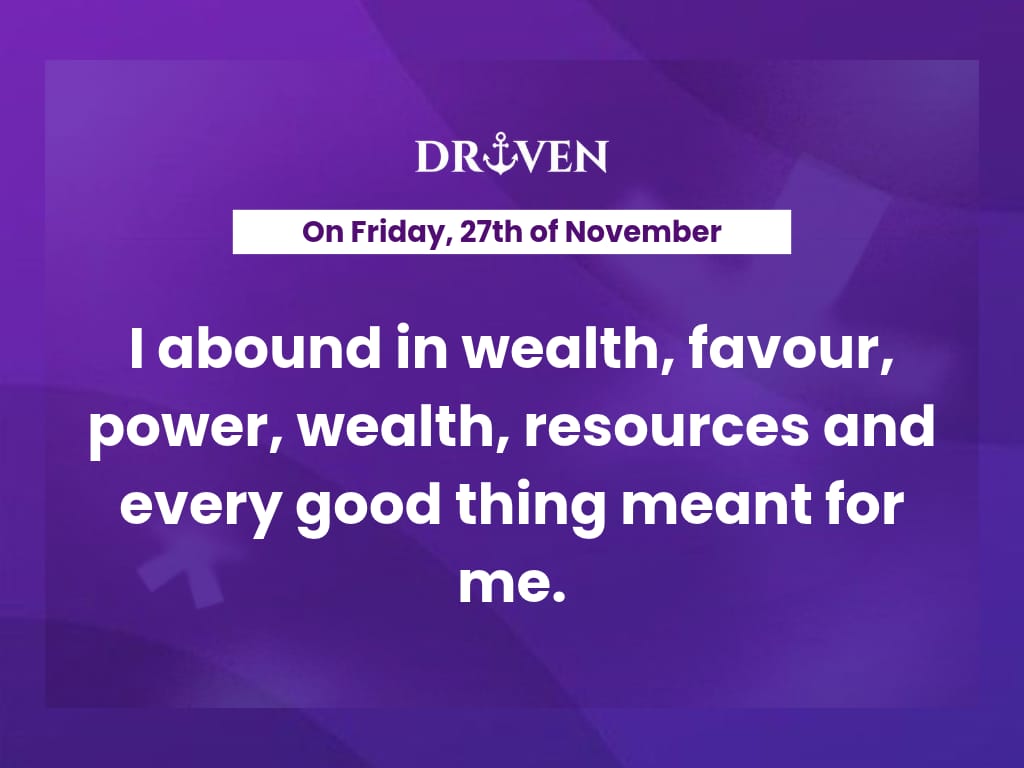 DRIVEN
On Friday, 27th of November
I abound in wealth, favour,
power, wealth, resources and
every good thing meant for
me.